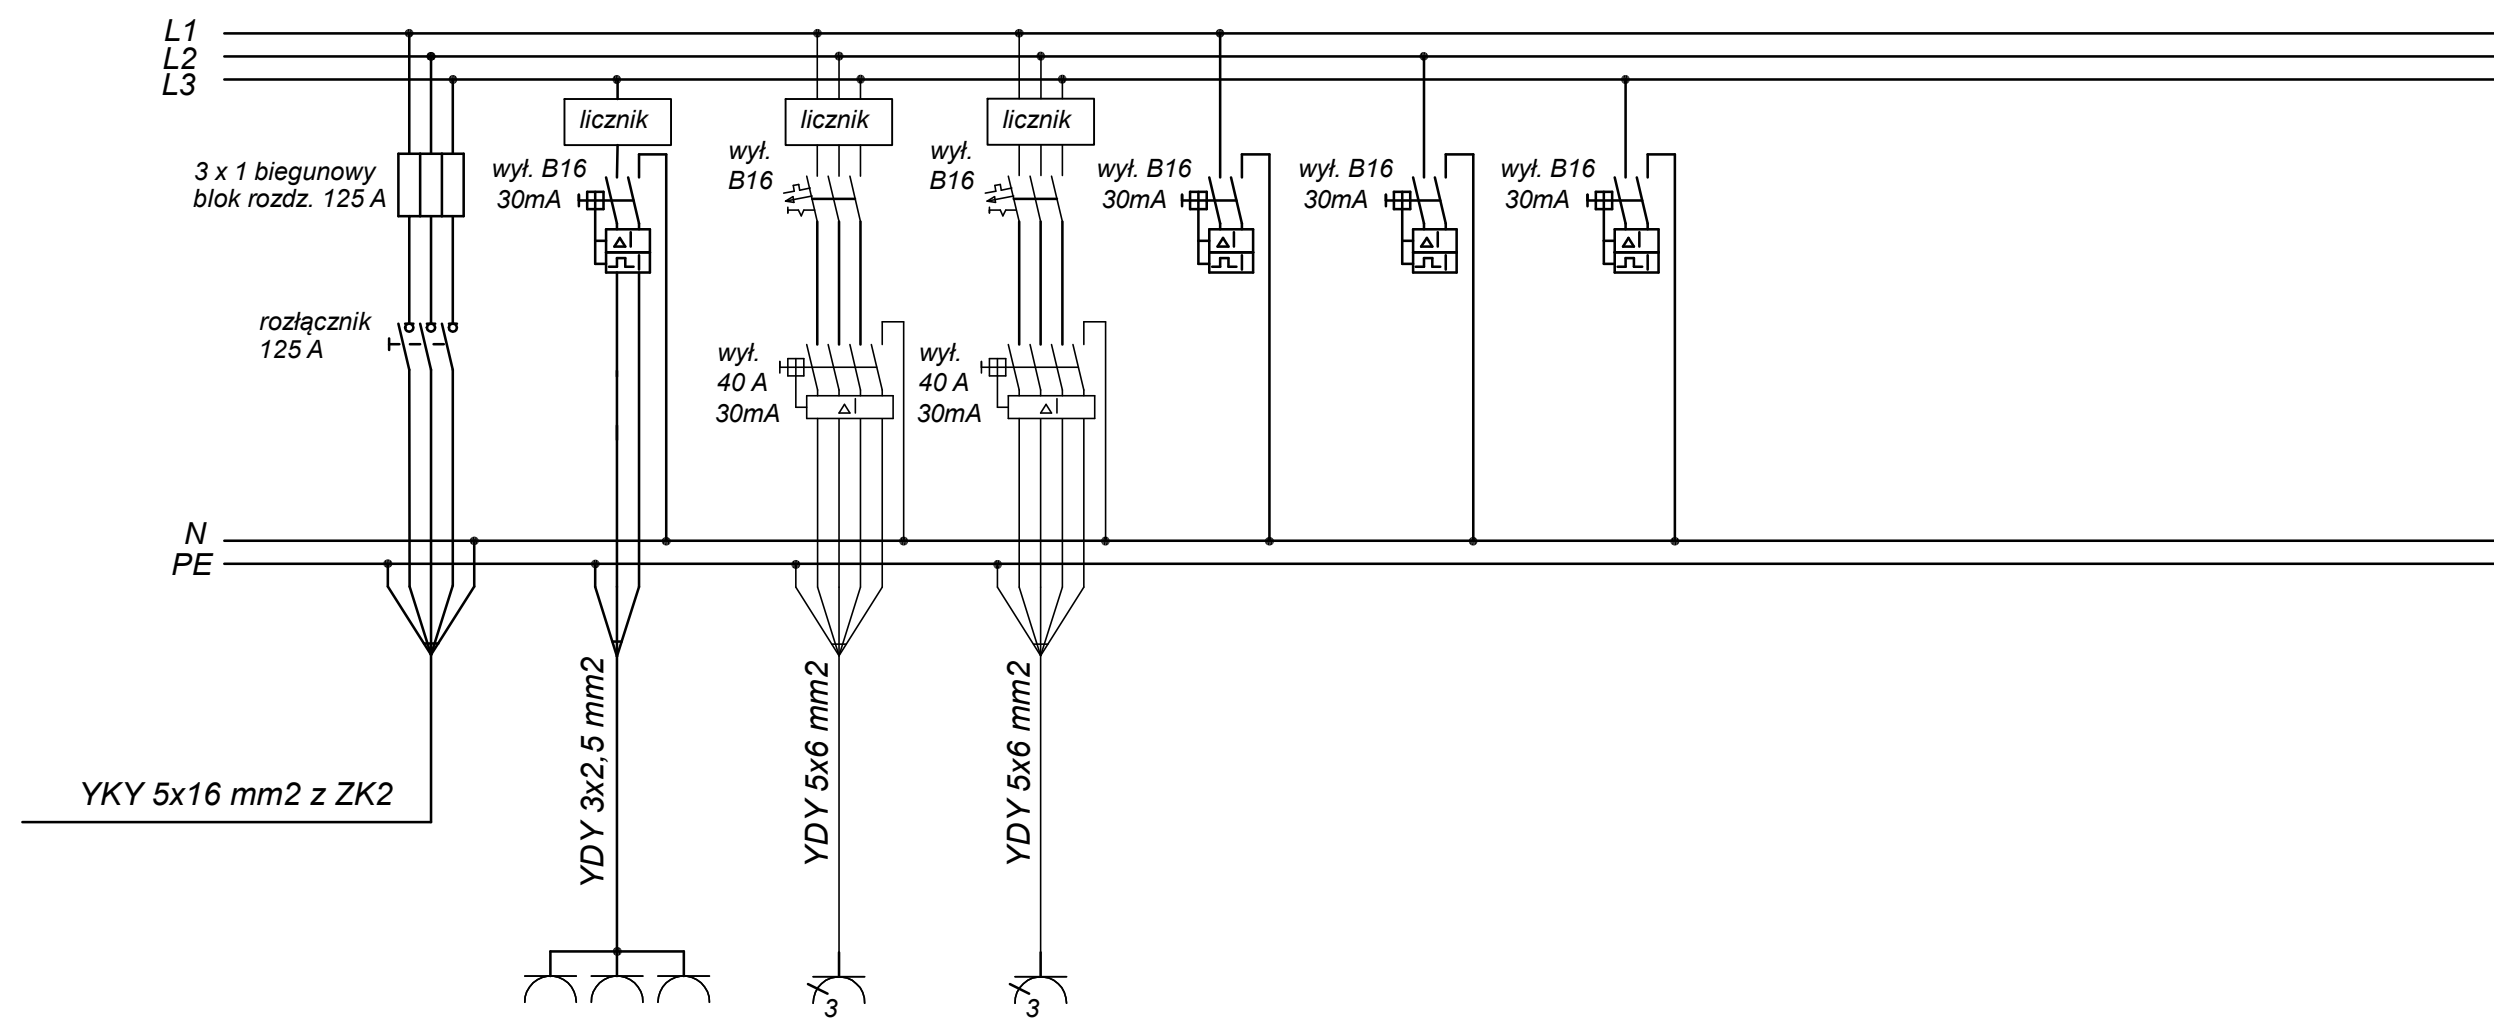 L1
L2
L3
licznik
licznik
licznik
3 x 1 biegunowy
blok rozdz. 125 A
wył. B16
30mA
wył.
B16
wył.
B16
wył. B16
30mA
wył. B16
30mA
wył. B16
30mA
rozłącznik
125 A
wył.
40 A
30mA
wył.
40 A
30mA
N
PE
YKY 5x16 mm2 z ZK2
YDY 3x2,5 mm2
YDY 5x6 mm2
YDY 5x6 mm2
3
3